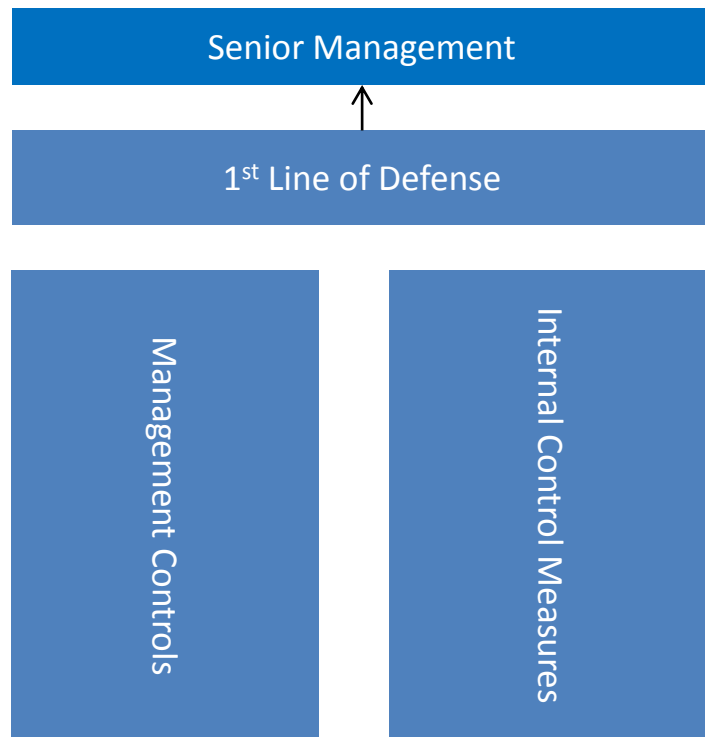 Senior Management
1st Line of Defense
Management Controls
Internal Control Measures